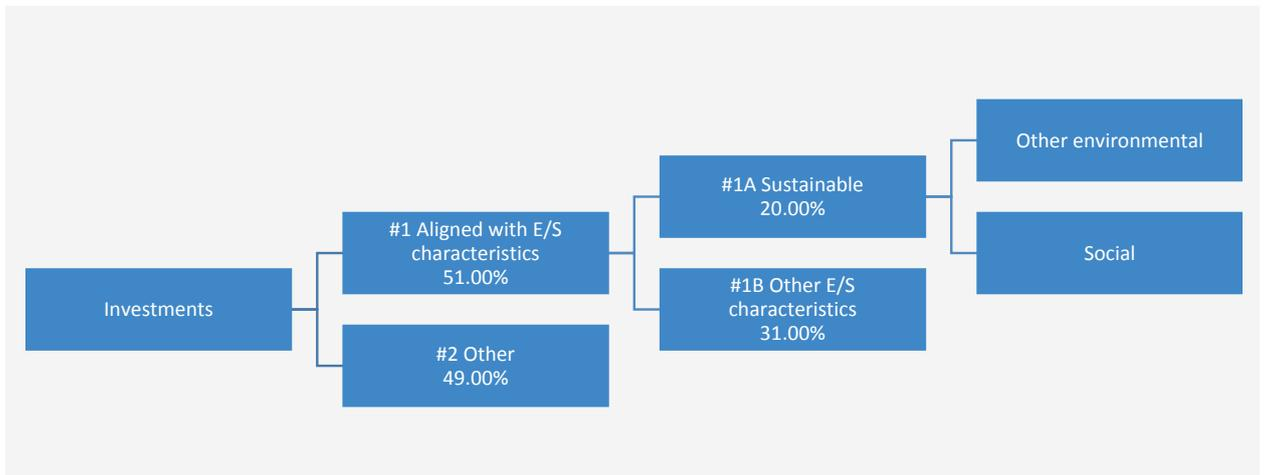 Investments
#1 Aligned with E/S
characteristics
51.00%
#2 Other
49.00%
#1A Sustainable
20.00%
#1B Other E/S
characteristics
31.00%
Other environmental
Social